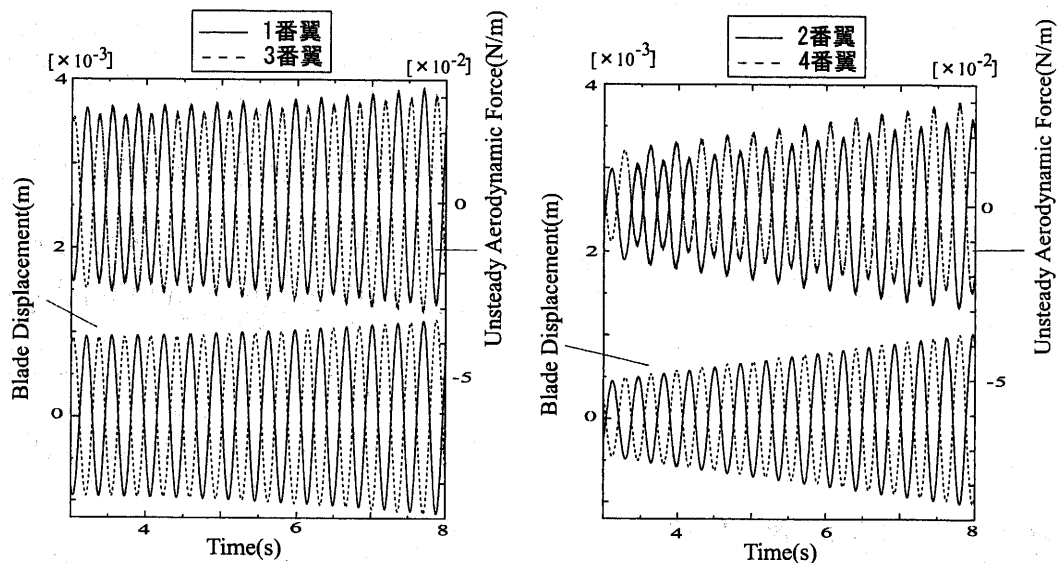 1番翼
3番翼
[×10⁻³]
[×10⁻²]
4
2
0
0
-5
Blade Displacement(m)
Unsteady Aerodynamic Force(N/m)
4
6
8
Time(s)
2番翼
4番翼
[×10⁻³]
[×10⁻²]
4
2
0
0
-5
Blade Displacement(m)
Unsteady Aerodynamic Force(N/m)
4
6
8
Time(s)